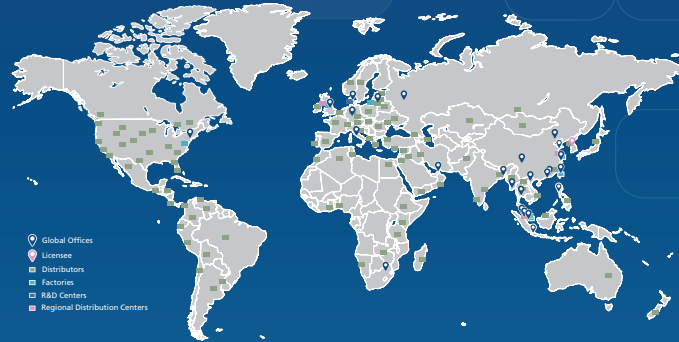 Global Offices
Licensee
Distributors
Factories
R&D Centers
Regional Distribution Centers